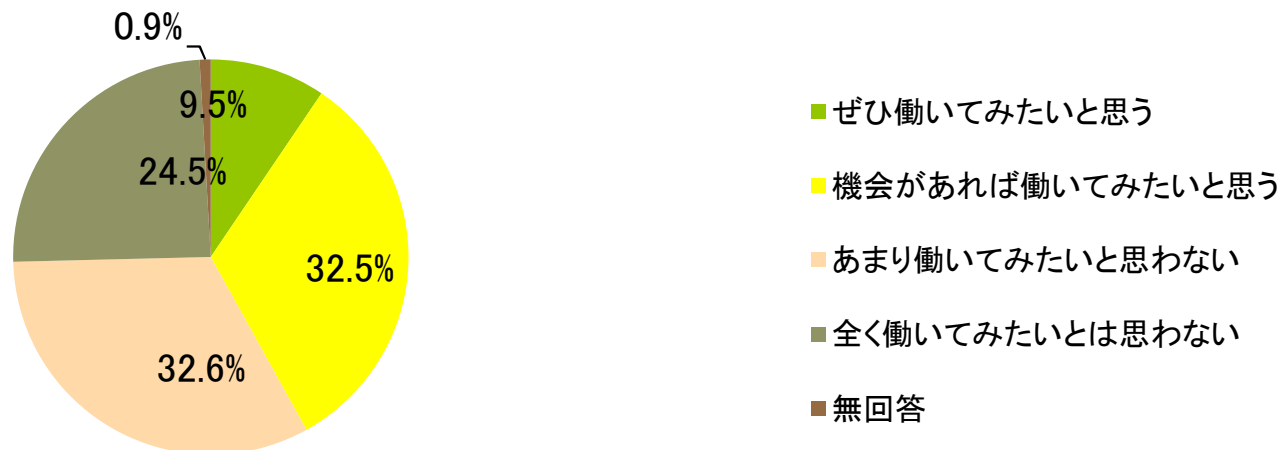 0.9%
9.5%
24.5%
32.5%
32.6%
ぜひ働いてみたいと思う
機会があれば働いてみたいと思う
あまり働いてみたいと思わない
全く働いてみたいとは思わない
無回答